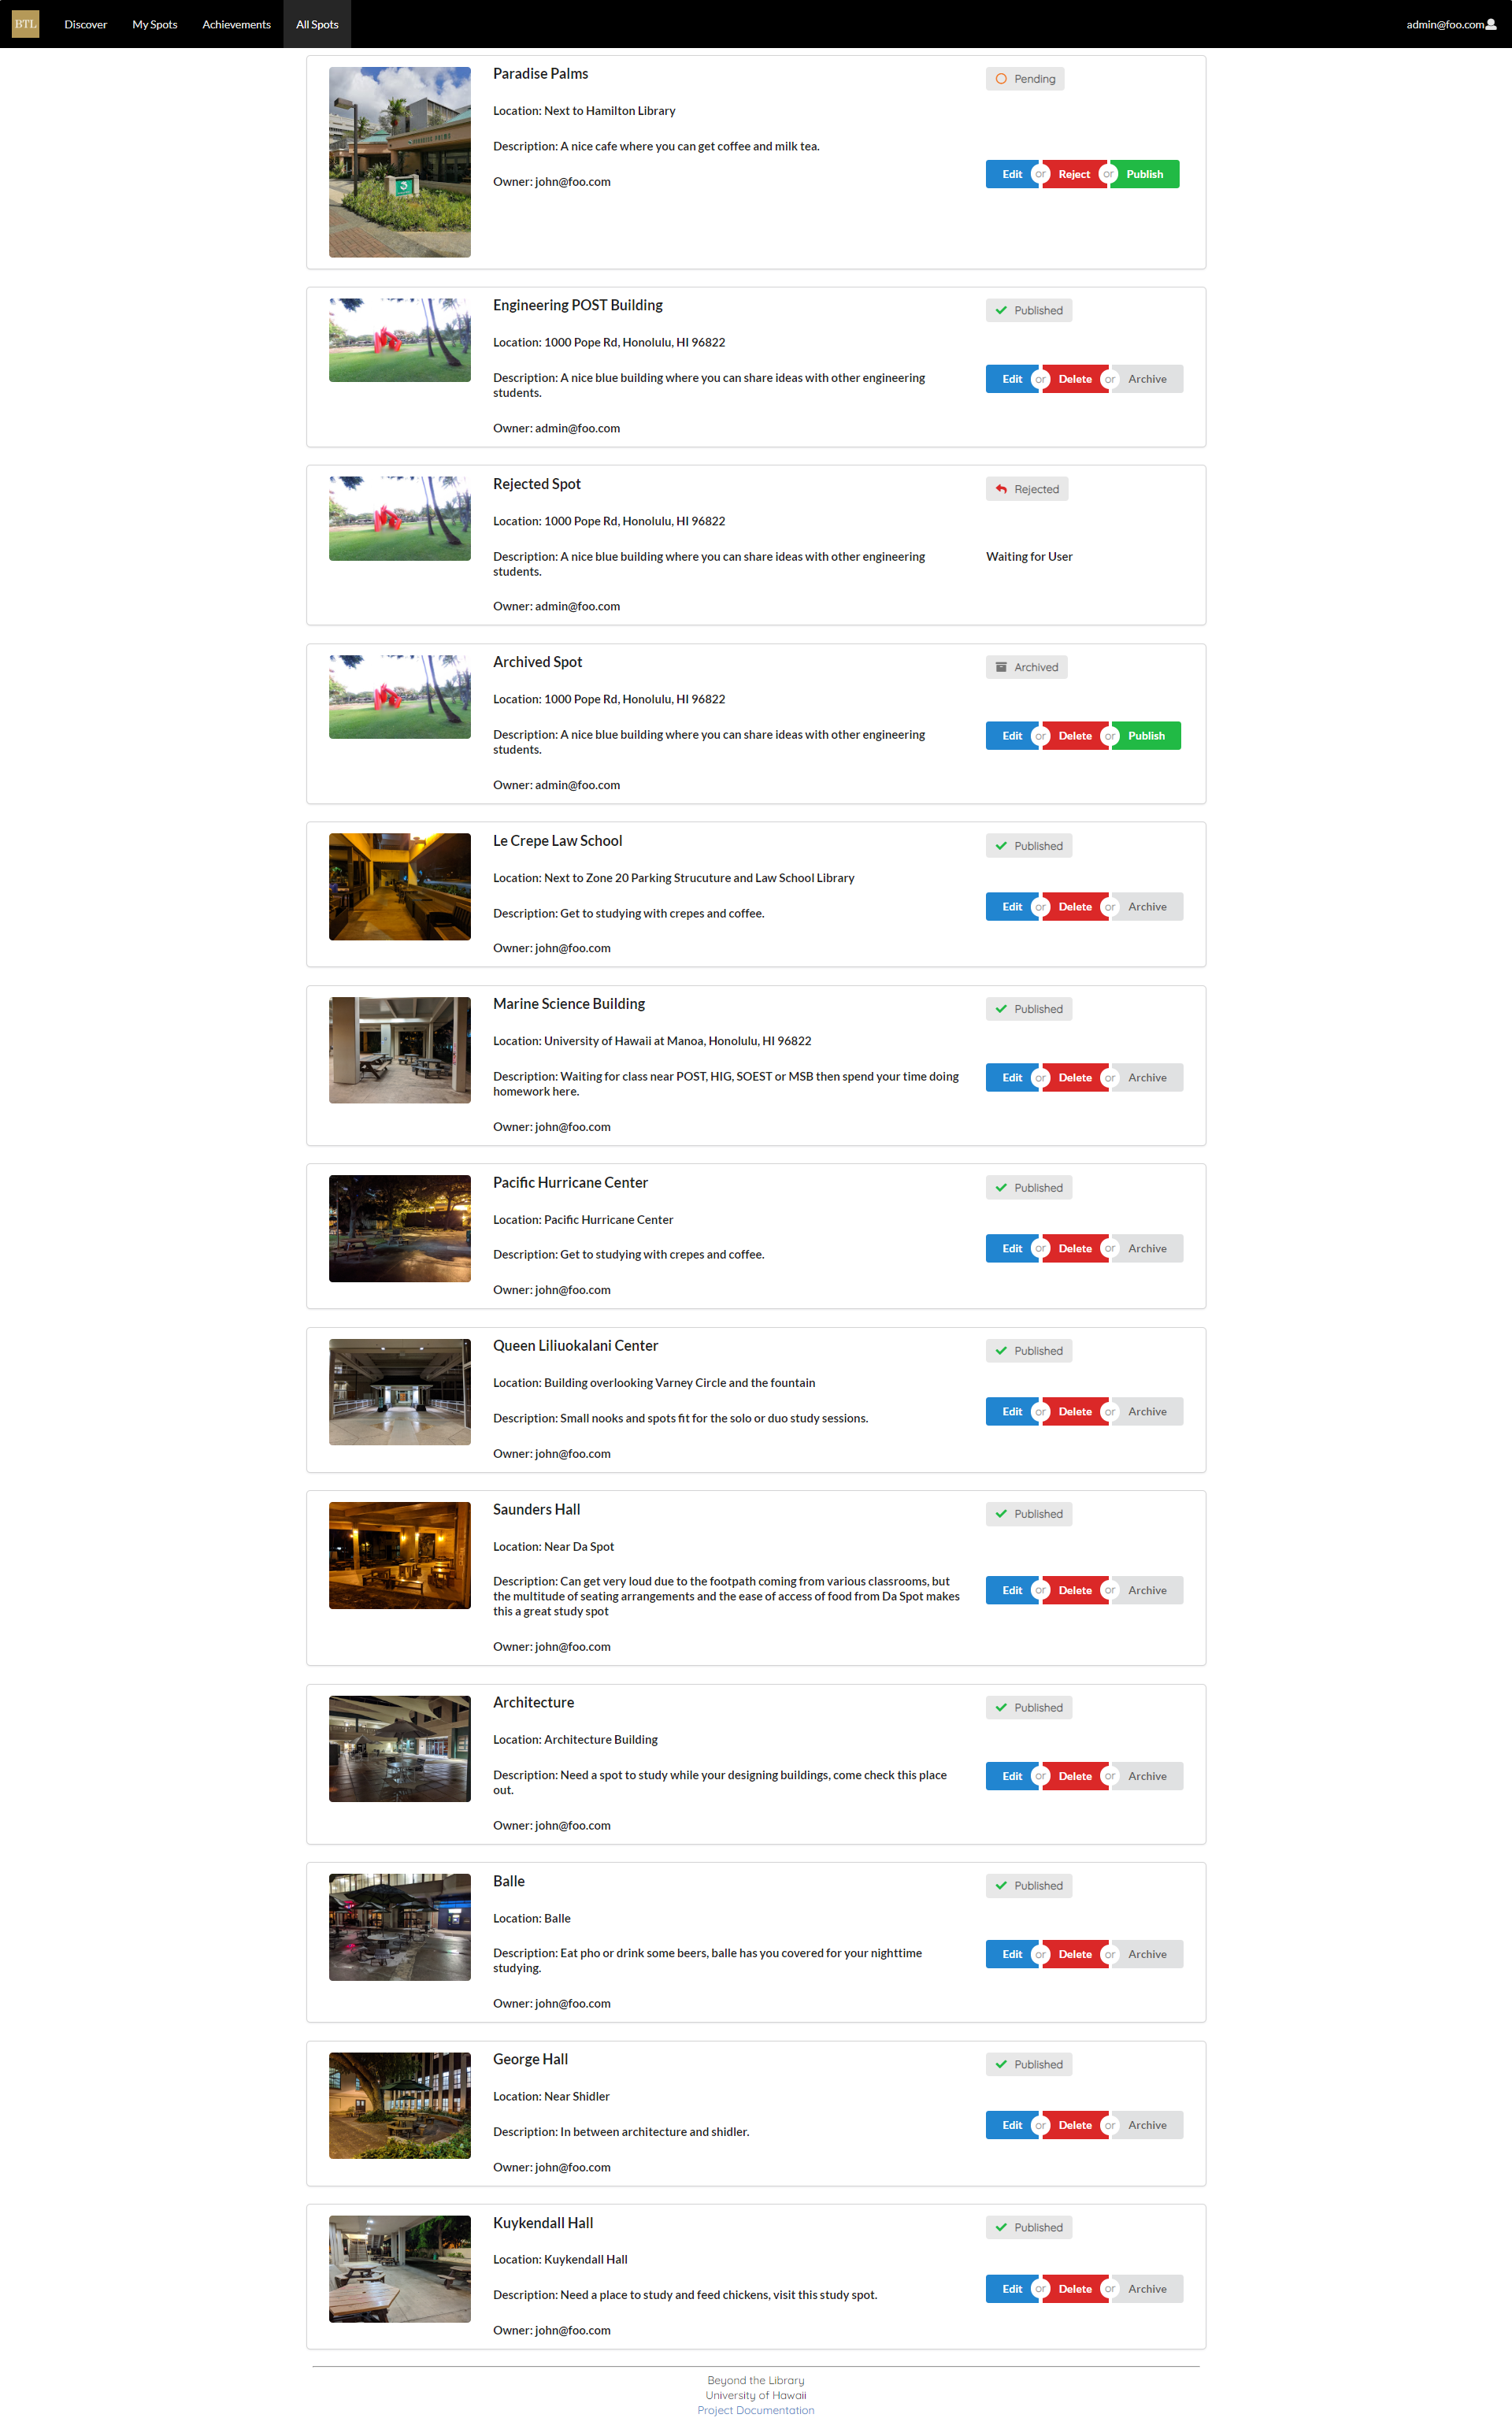 BTL
Discover
My Spots
Achievements
All Spots
admin@foo.com
Paradise Palms
Pending
Location: Next to Hamilton Library
Description: A nice cafe where you can get coffee and milk tea.
Edit or Reject or Publish
Owner: john@foo.com
Engineering POST Building
Published
Location: 1000 Pope Rd, Honolulu, HI 96822
Description: A nice blue building where you can share ideas with other engineering
students.
Edit or Delete or Archive
Owner: admin@foo.com
Rejected Spot
Rejected
Location: 1000 Pope Rd, Honolulu, HI 96822
Description: A nice blue building where you can share ideas with other engineering
students.
Waiting for User
Owner: admin@foo.com
Archived Spot
Archived
Location: 1000 Pope Rd, Honolulu, HI 96822
Description: A nice blue building where you can share ideas with other engineering
students.
Edit or Delete or Publish
Owner: admin@foo.com
Le Crepe Law School
Published
Location: Next to Zone 20 Parking Strucuture and Law School Library
Description: Get to studying with crepes and coffee.
Edit or Delete or Archive
Owner: john@foo.com
Marine Science Building
Published
Location: University of Hawaii at Manoa, Honolulu, HI 96822
Description: Waiting for class near POST, HIG, SOEST or MSB then spend your time doing
homework here.
Edit or Delete or Archive
Owner: john@foo.com
Pacific Hurricane Center
Published
Location: Pacific Hurricane Center
Description: Get to studying with crepes and coffee.
Edit or Delete or Archive
Owner: john@foo.com
Queen Liliuokalani Center
Published
Location: Building overlooking Varney Circle and the fountain
Description: Small nooks and spots fit for the solo or duo study sessions.
Edit or Delete or Archive
Owner: john@foo.com
Saunders Hall
Published
Location: Near Da Spot
Description: Can get very loud due to the footpath coming from various classrooms, but
the multitude of seating arrangements and the ease of access of food from Da Spot makes
this a great study spot
Edit or Delete or Archive
Owner: john@foo.com
Architecture
Published
Location: Architecture Building
Description: Need a spot to study while your designing buildings, come check this place
out.
Edit or Delete or Archive
Owner: john@foo.com
Balle
Published
Location: Balle
Description: Eat pho or drink some beers, balle has you covered for your nighttime
studying.
Edit or Delete or Archive
Owner: john@foo.com
George Hall
Published
Location: Near Shidler
Description: In between architecture and shidler.
Edit or Delete or Archive
Owner: john@foo.com
Kuykendall Hall
Published
Location: Kuykendall Hall
Description: Need a place to study and feed chickens, visit this study spot.
Edit or Delete or Archive
Owner: john@foo.com
Beyond the Library
University of Hawaii
Project Documentation